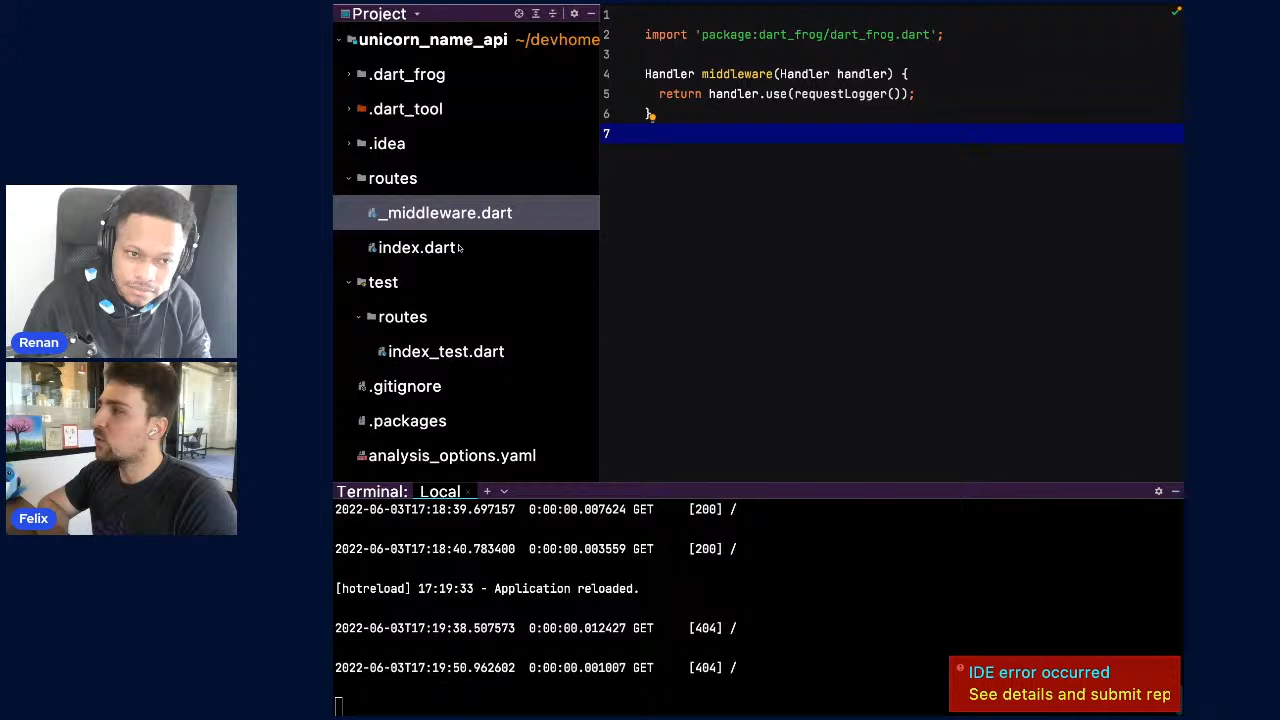 Project
unicorn_name_api ~/devhome
.dart_frog
.dart_tool
.idea
routes
_middleware.dart
index.dart
test
routes
index_test.dart
.gitignore
.packages
analysis_options.yaml
1
2 import 'package:dart_frog/dart_frog.dart';
3
4 Handler middleware(Handler handler) {
5 return handler.use(requestLogger());
6 }
7
Renan
Felix
Terminal: Local × +
2022-06-03T17:18:39.697157 0:00:00.007624 GET [200] /
2022-06-03T17:18:40.783400 0:00:00.003559 GET [200] /
[hotreload] 17:19:33 - Application reloaded.
2022-06-03T17:19:38.507573 0:00:00.012427 GET [404] /
2022-06-03T17:19:50.962602 0:00:00.001007 GET [404] /
IDE error occurred
See details and submit rep